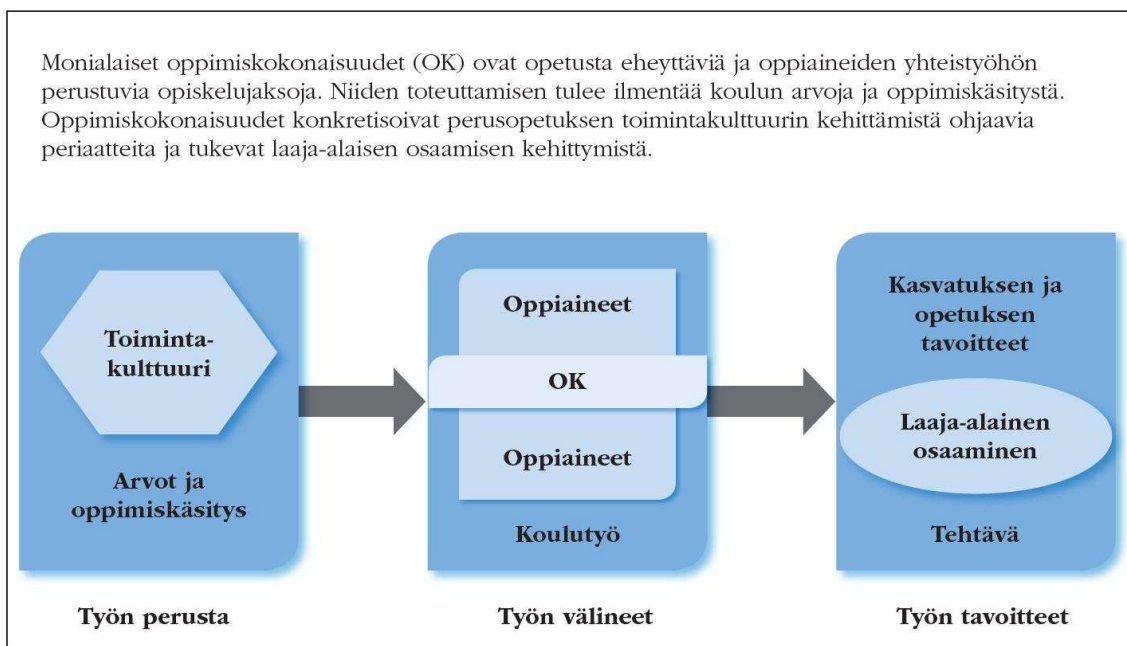 Monialaiset oppimiskokonaisuudet (OK) ovat opetusta eheyttäviä ja oppiaineiden yhteistyöhön
perustuvia opiskelujaksoja. Niiden toteuttamisen tulee ilmentää koulun arvoja ja oppimiskäsitystä.
Oppimiskokonaisuudet konkretisoivat perusopetuksen toimintakulttuurin kehittämistä ohjaavia
periaatteita ja tukevat laaja-alaisen osaamisen kehittymistä.
Toiminta-
kulttuuri
Arvot ja
oppimiskäsitys
Työn perusta
Oppiaineet
OK
Oppiaineet
Koulutyö
Työn välineet
Kasvatuksen ja
opetuksen
tavoitteet
Laaja-alainen
osaaminen
Tehtävä
Työn tavoitteet